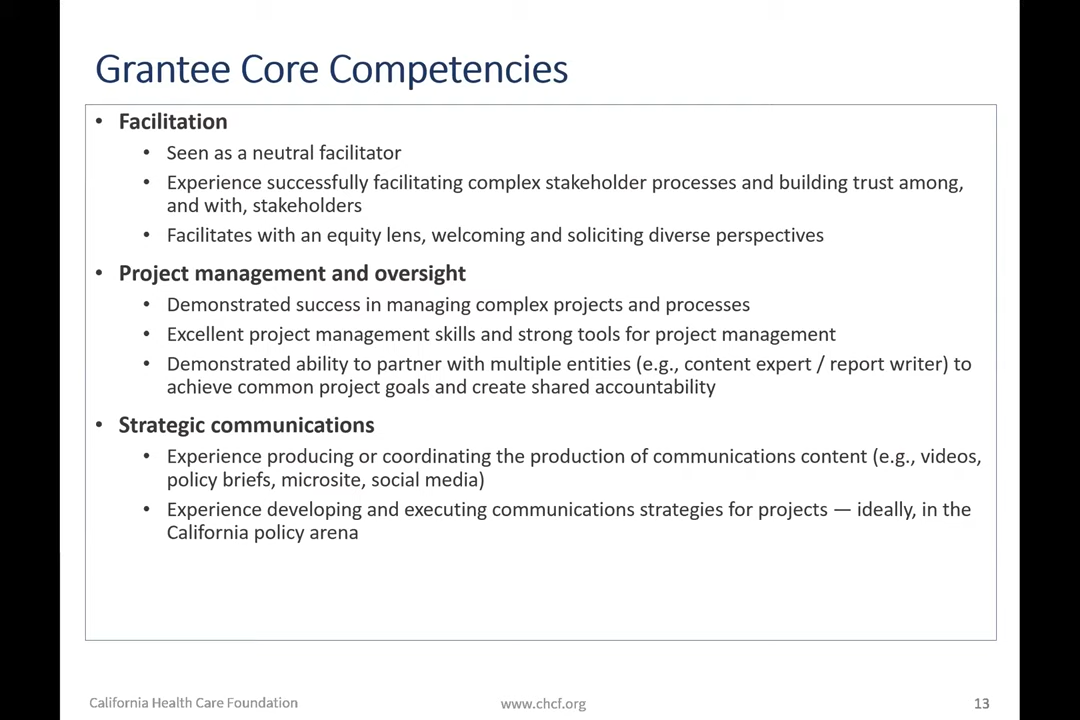 Grantee Core Competencies
• Facilitation
• Seen as a neutral facilitator
• Experience successfully facilitating complex stakeholder processes and building trust among,
and with, stakeholders
• Facilitates with an equity lens, welcoming and soliciting diverse perspectives
• Project management and oversight
• Demonstrated success in managing complex projects and processes
• Excellent project management skills and strong tools for project management
• Demonstrated ability to partner with multiple entities (e.g., content expert / report writer) to
achieve common project goals and create shared accountability
• Strategic communications
• Experience producing or coordinating the production of communications content (e.g., videos,
policy briefs, microsite, social media)
• Experience developing and executing communications strategies for projects — ideally, in the
California policy arena
California Health Care Foundation
www.chcf.org
13